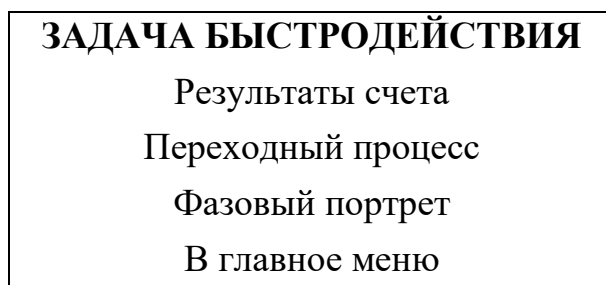 ЗАДАЧА БЫСТРОДЕЙСТВИЯ
Результаты счета
Переходный процесс
Фазовый портрет
В главное меню